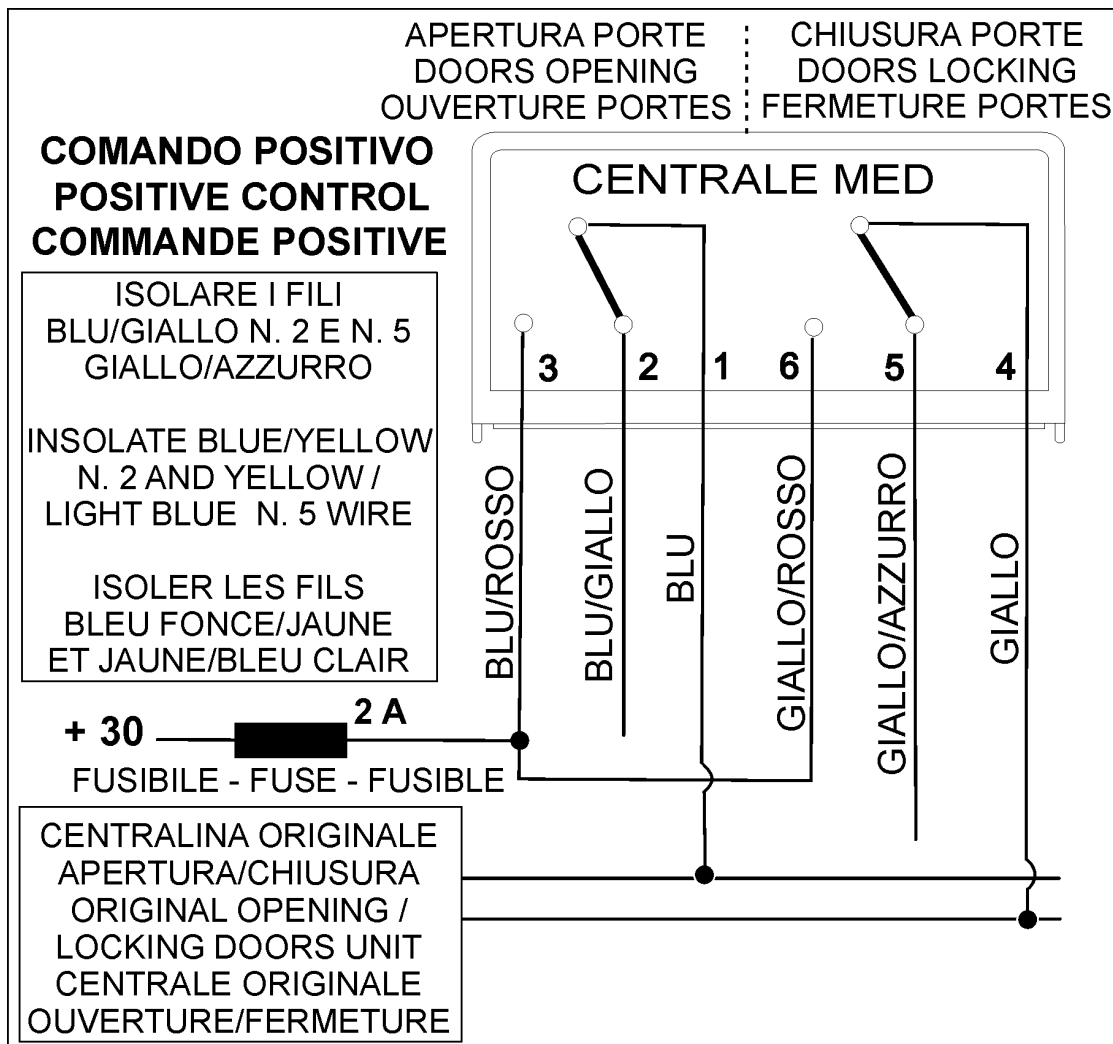 APERTURA PORTE
DOORS OPENING
OUVERTURE PORTES
CHIUSURA PORTE
DOORS LOCKING
FERMETURE PORTES
COMANDO POSITIVO
POSITIVE CONTROL
COMMANDE POSITIVE
CENTRALE MED
ISOLARE I FILI
BLU/GIALLO N. 2 E N. 5
GIALLO/AZZURRO
INSOLATE BLUE/YELLOW
N. 2 AND YELLOW /
LIGHT BLUE N. 5 WIRE
ISOLER LES FILS
BLEU FONCE/JAUNE
ET JAUNE/BLEU CLAIR
3 2 1 6 5 4
BLU/ROSSO
BLU/GIALLO
BLU
GIALLO/ROSSO
GIALLO/AZZURRO
GIALLO
+ 30
2 A
FUSIBILE - FUSE - FUSIBLE
CENTRALINA ORIGINALE
APERTURA/CHIUSURA
ORIGINAL OPENING /
LOCKING DOORS UNIT
CENTRALE ORIGINALE
OUVERTURE/FERMETURE